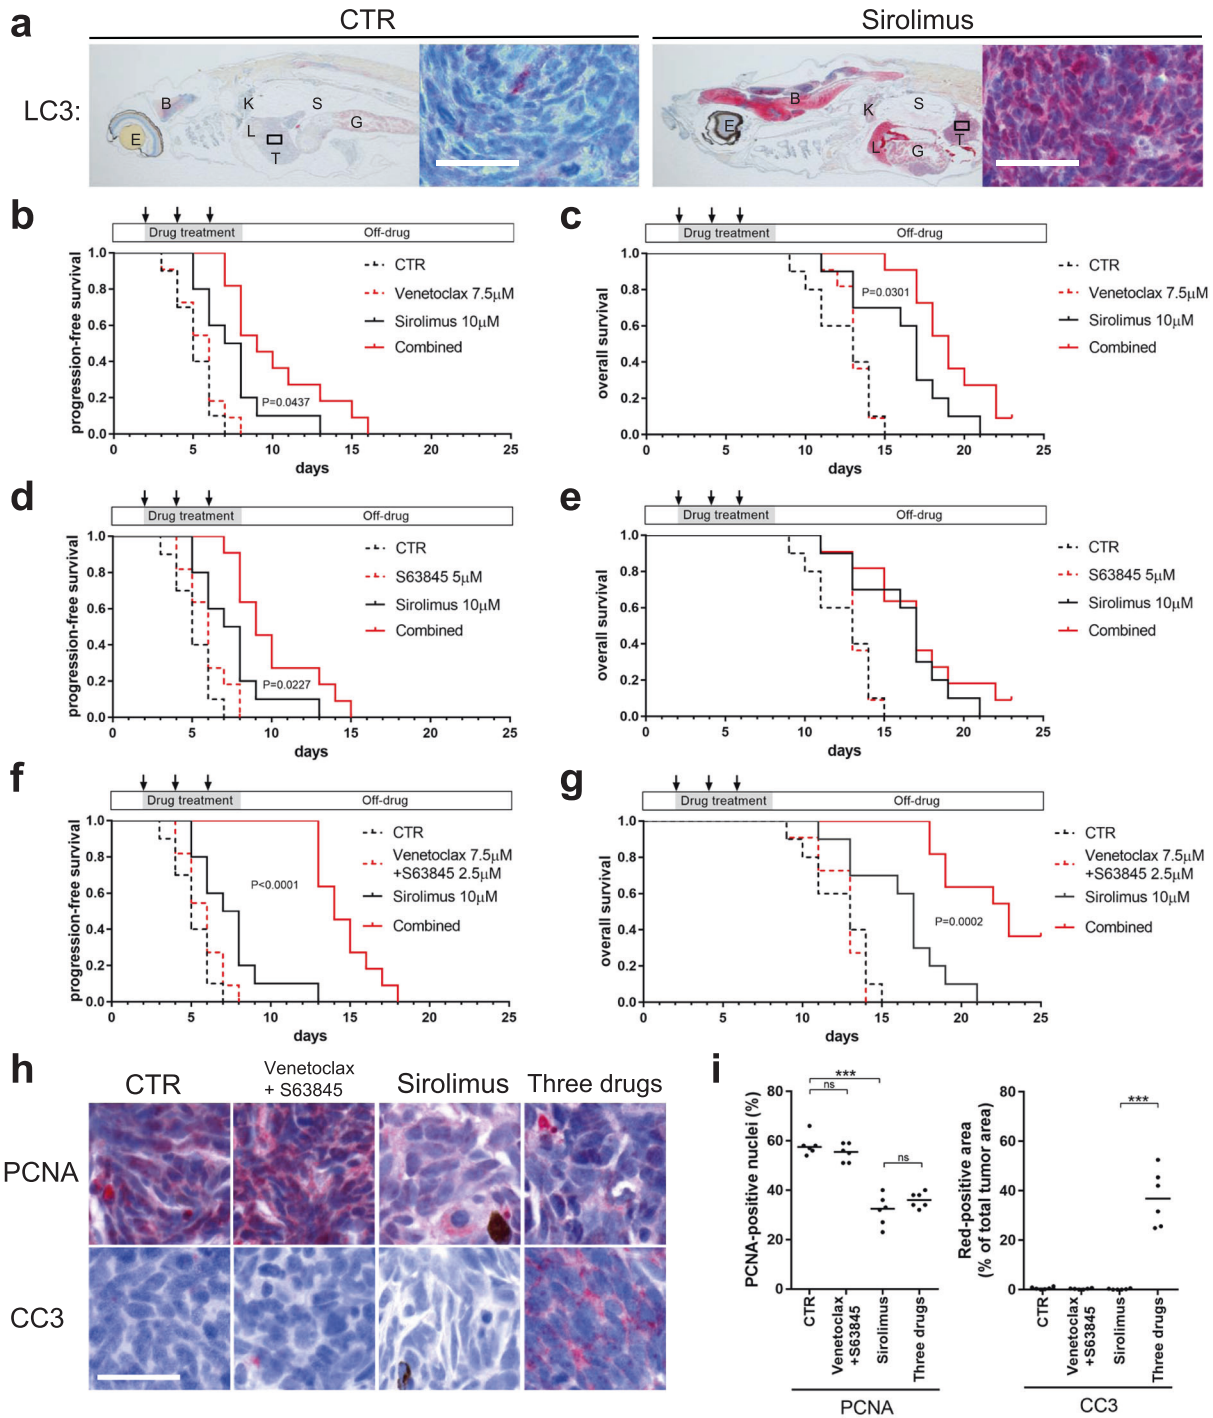 a
CTR
Sirolimus
LC3:
B
K
S
L
G
E
T
B
K
S
E
L
G
T
b
Drug treatment
Off-drug
progression-free survival
1.0
0.8
0.6
0.4
0.2
0.0
0
5
10
15
20
25
days
CTR
Venetoclax 7.5µM
Sirolimus 10µM
Combined
P=0.0437
c
Drug treatment
Off-drug
overall survival
1.0
0.8
0.6
0.4
0.2
0.0
0
5
10
15
20
25
days
CTR
Venetoclax 7.5µM
Sirolimus 10µM
Combined
P=0.0301
d
Drug treatment
Off-drug
progression-free survival
1.0
0.8
0.6
0.4
0.2
0.0
0
5
10
15
20
25
days
CTR
S63845 5µM
Sirolimus 10µM
Combined
P=0.0227
e
Drug treatment
Off-drug
overall survival
1.0
0.8
0.6
0.4
0.2
0.0
0
5
10
15
20
25
days
CTR
S63845 5µM
Sirolimus 10µM
Combined
f
Drug treatment
Off-drug
progression-free survival
1.0
0.8
0.6
0.4
0.2
0.0
0
5
10
15
20
25
days
CTR
Venetoclax 7.5µM
+S63845 2.5µM
Sirolimus 10µM
Combined
P<0.0001
g
Drug treatment
Off-drug
overall survival
1.0
0.8
0.6
0.4
0.2
0.0
0
5
10
15
20
25
days
CTR
Venetoclax 7.5µM
+S63845 2.5µM
Sirolimus 10µM
Combined
P=0.0002
h
CTR
Venetoclax
+ S63845
Sirolimus
Three drugs
PCNA
CC3
i
PCNA-positive nuclei (%)
80
60
40
20
0
***
ns
ns
CTR
Venetoclax
+S63845
Sirolimus
Three drugs
PCNA
Red-positive area
(% of total tumor area)
80
60
40
20
0
***
CTR
Venetoclax
+S63845
Sirolimus
Three drugs
CC3